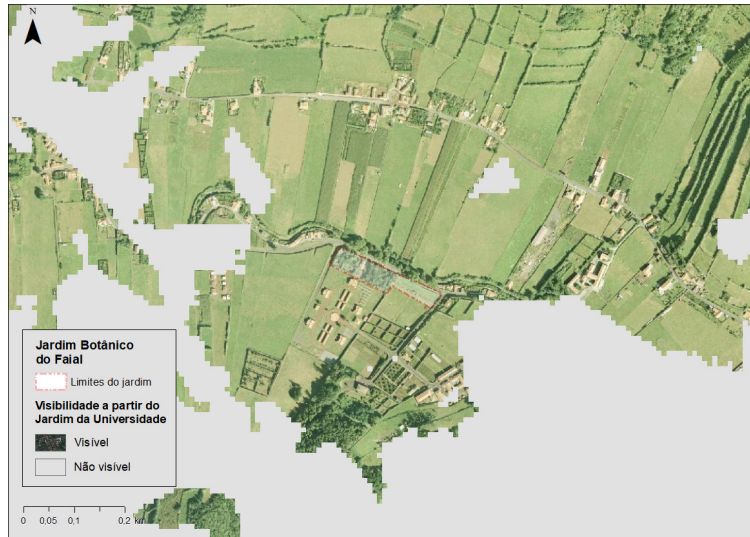 N
Jardim Botânico
do Faial
Limites do jardim
Visibilidade a partir do
Jardim da Universidade
Visível
Não visível
0 0,05 0,1 0,2 km